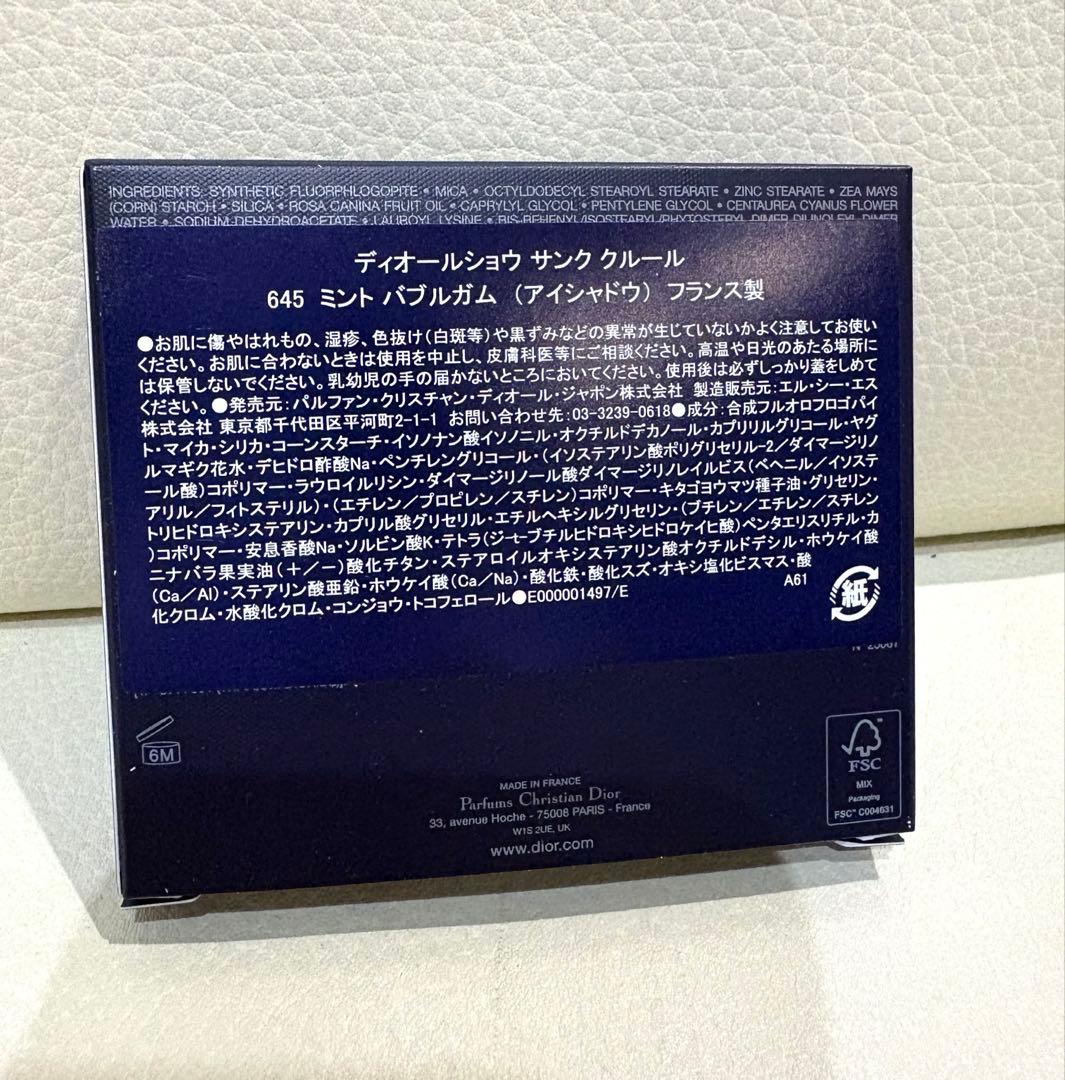 INGREDIENTS: SYNTHETIC FLUORPHLOGOPITE • MICA • OCTYLDODECYL STEAROYL STEARATE • ZINC STEARATE • ZEA MAYS
(CORN) STARCH • SILICA • ROSA CANINA FRUIT OIL • CAPRYLYL GLYCOL • PENTYLENE GLYCOL • CENTAUREA CYANUS FLOWER
WATER • SODIUM DEHYDROACETATE • LAUROYL LYSINE • BIS-BEHENYL/ISOSTEARYL/PHYTOSTERYL DIMER DILINOLEYL DIMER
ディオールショウ サンク クルール
645 ミント バブルガム (アイシャドウ) フランス製
●お肌に傷やはれもの、湿疹、色抜け(白斑等)や黒ずみなどの異常が生じていないかよく注意してお使い
ください。お肌に合わないときは使用を中止し、皮膚科医等にご相談ください。高温や日光のあたる場所に
は保管しないでください。乳幼児の手の届かないところにおいてください。使用後は必ずしっかり蓋をしめて
ください。●発売元:パルファン・クリスチャン・ディオール・ジャポン株式会社 製造販売元:エル・シー・エス
株式会社 東京都千代田区平河町2-1-1 お問い合わせ先:03-3239-0618●成分:合成フルオロフロゴパイ
ト・マイカ・シリカ・コーンスターチ・イソノナン酸イソノニル・オクチルドデカノール・カプリリルグリコール・ヤグ
ルマギク花水・デヒドロ酢酸Na・ペンチレングリコール・(イソステアリン酸ポリグリセリル-2/ダイマージリノ
ール酸)コポリマー・ラウロイルリシン・ダイマージリノール酸ダイマージリノレイルビス(ベヘニル/イソステ
アリル/フィトステリル)・(エチレン/プロピレン/スチレン)コポリマー・キタゴヨウマツ種子油・グリセリン・
トリヒドロキシステアリン・カプリル酸グリセリル・エチルヘキシルグリセリン・(ブチレン/エチレン/スチレン
)コポリマー・安息香酸Na・ソルビン酸K・テトラ(ジ-t-ブチルヒドロキシヒドロケイヒ酸)ペンタエリスリチル・カ
ニナバラ果実油(+/-)酸化チタン・ステアロイルオキシステアリン酸オクチルドデシル・ホウケイ酸
(Ca/Al)・ステアリン酸亜鉛・ホウケイ酸(Ca/Na)・酸化鉄・酸化スズ・オキシ塩化ビスマス・酸
化クロム・水酸化クロム・コンジョウ・トコフェロール●E000001497/E
A61
紙
6M
MADE IN FRANCE
Parfums Christian Dior
33, avenue Hoche - 75008 PARIS - France
W1S 2UE, UK
www.dior.com
FSC
MIX
Packaging
FSC™ C004631